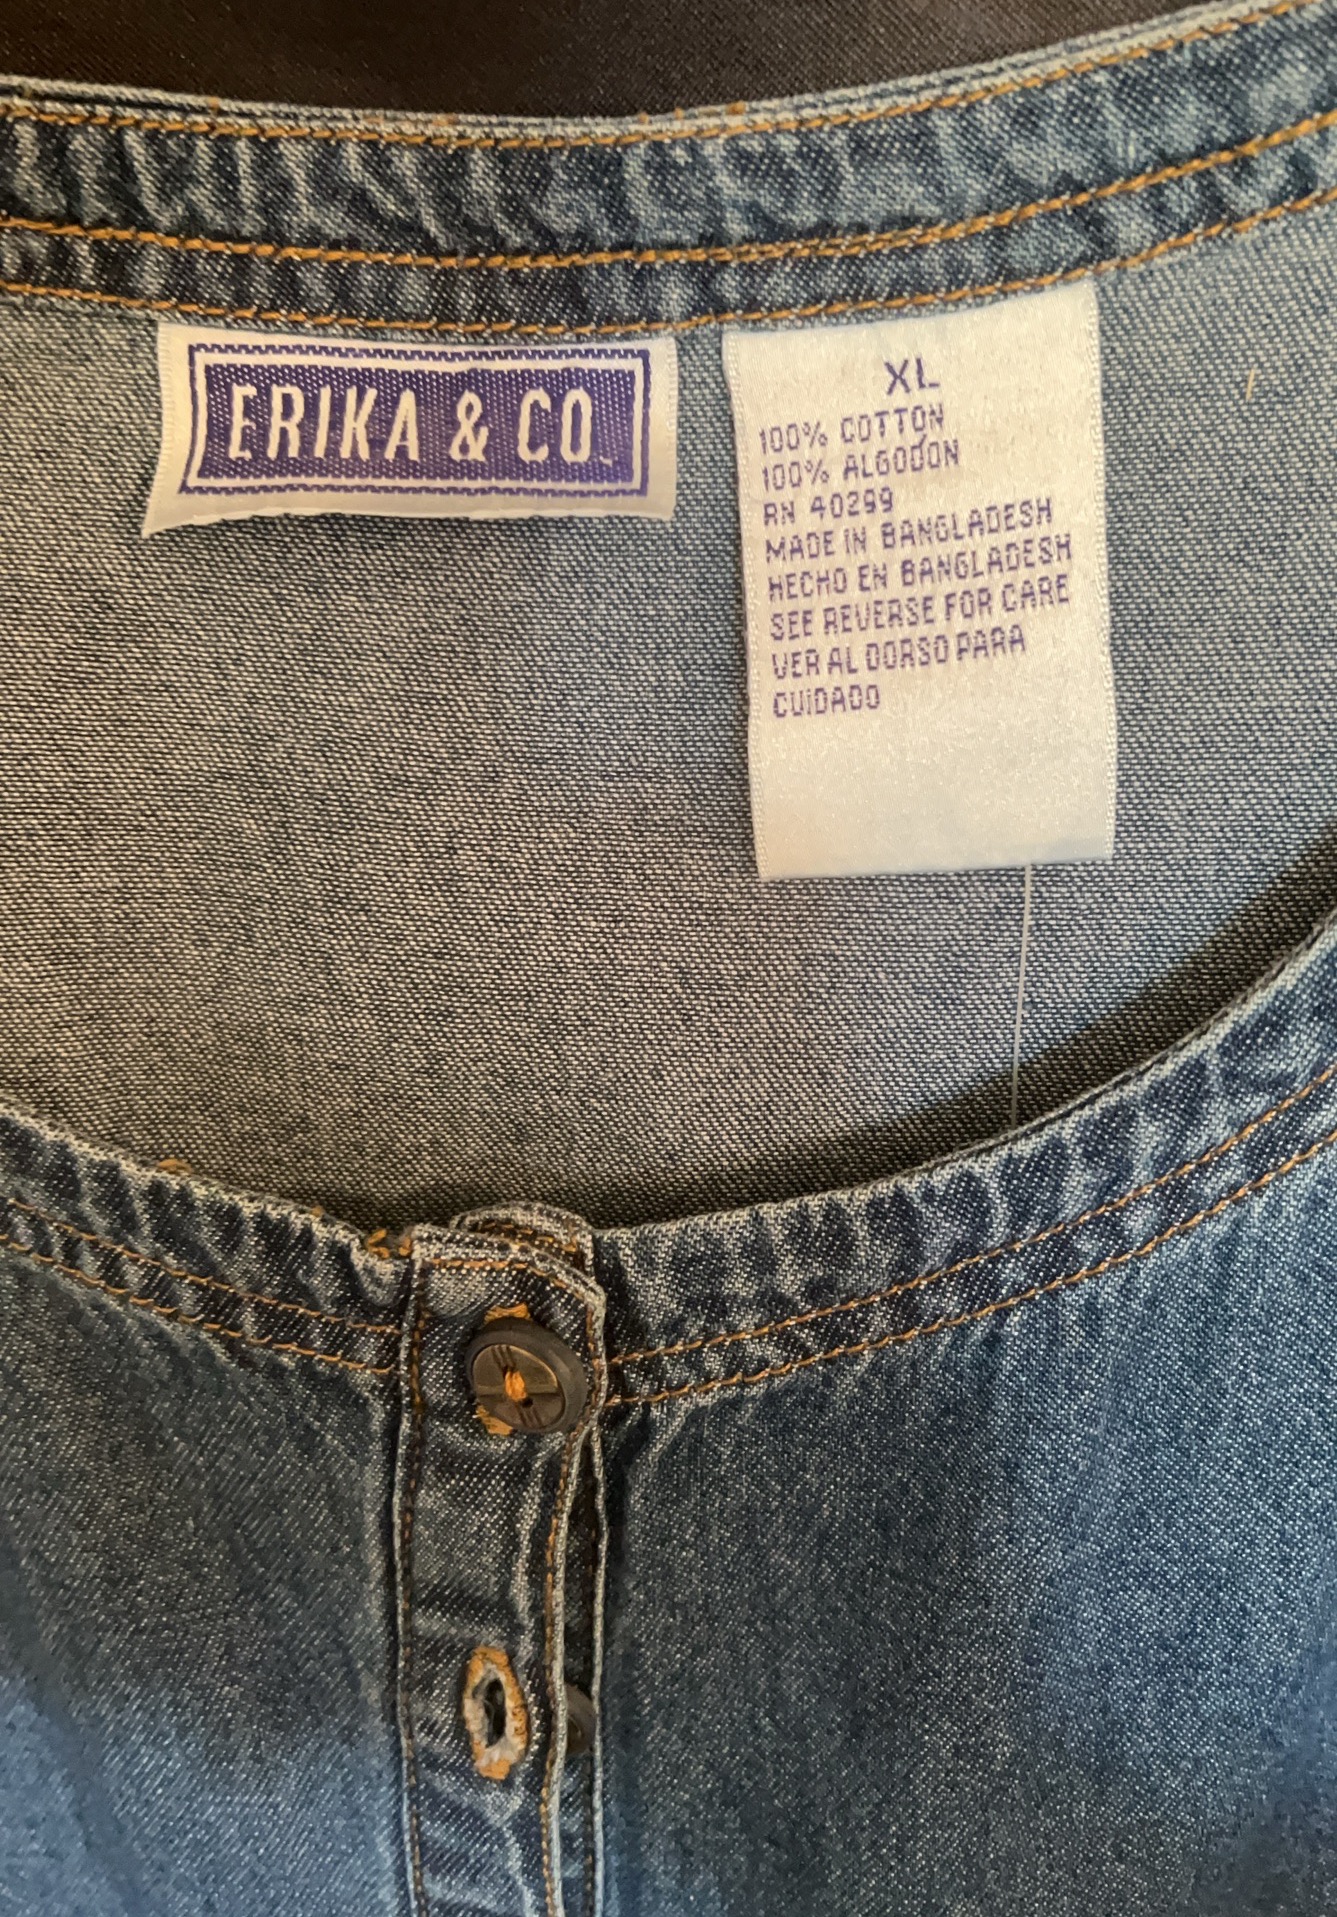 ERIKA & CO.
XL
100% COTTON
100% ALGODON
RN 40299
MADE IN BANGLADESH
HECHO EN BANGLADESH
SEE REVERSE FOR CARE
VER AL DORSO PARA
CUIDADO